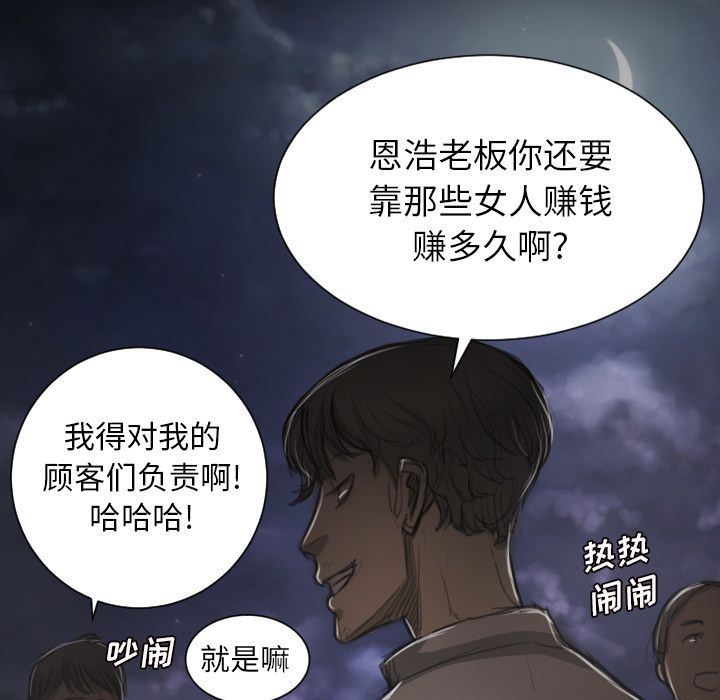 恩浩老板你还要
靠那些女人赚钱
赚多久啊?
我得对我的
顾客们负责啊!
哈哈哈!
热热
闹闹
吵闹
就是嘛